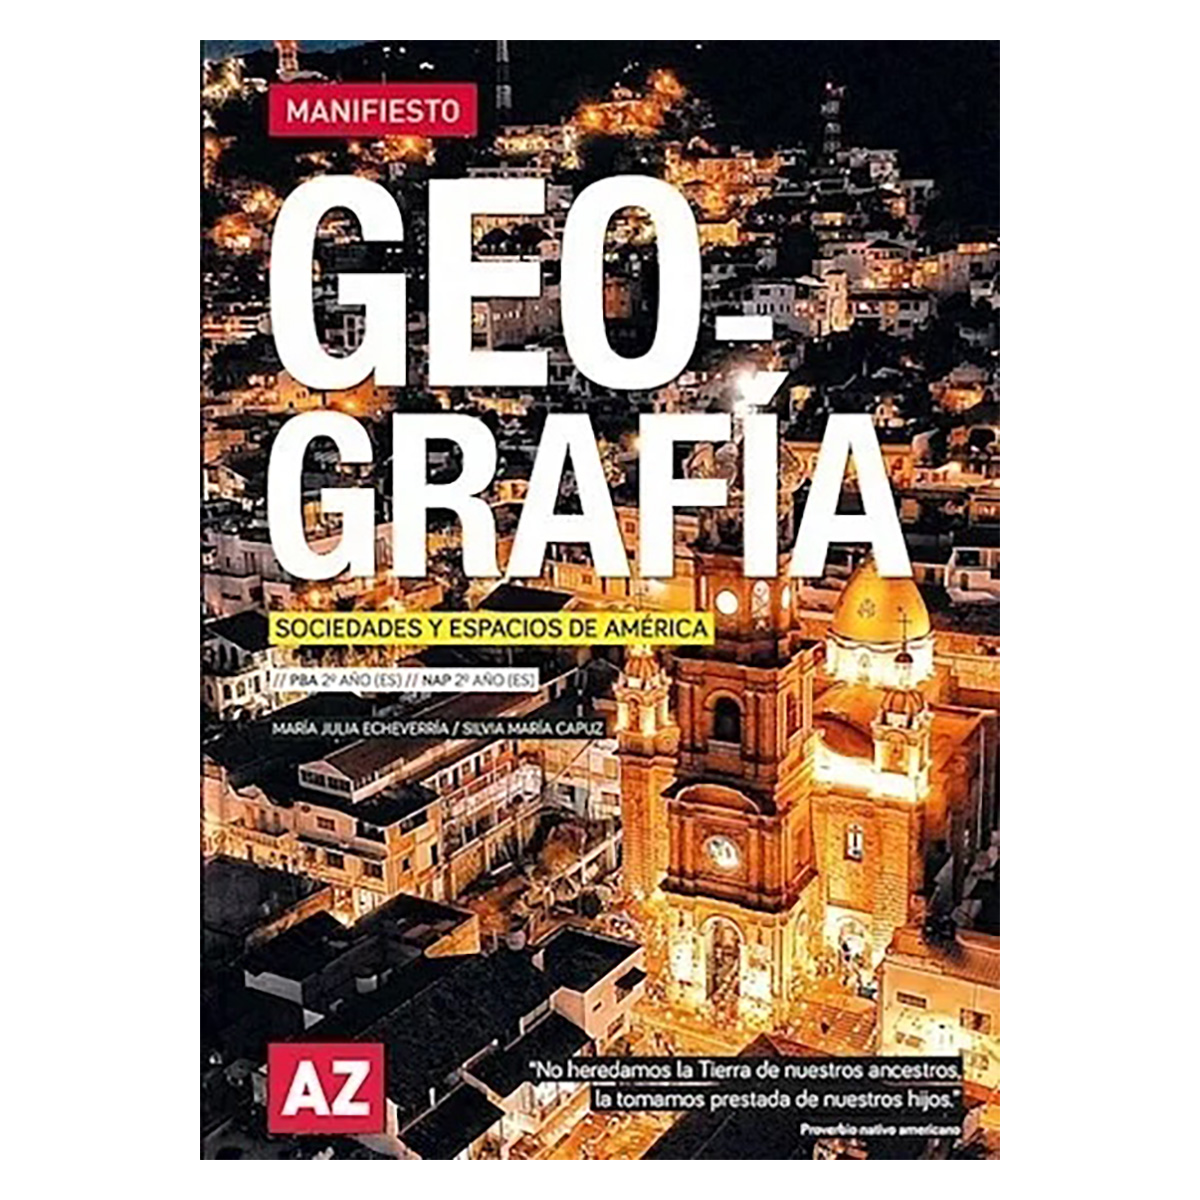 MANIFIESTO
GEO-
GRAFÍA
SOCIEDADES Y ESPACIOS DE AMÉRICA
// PBA 2º AÑO (ES) // NAP 2º AÑO (ES)
MARÍA JULIA ECHEVERRÍA / SILVIA MARÍA CAPUZ
AZ
"No heredamos la Tierra de nuestros ancestros,
la tomamos prestada de nuestros hijos."
Proverbio nativo americano